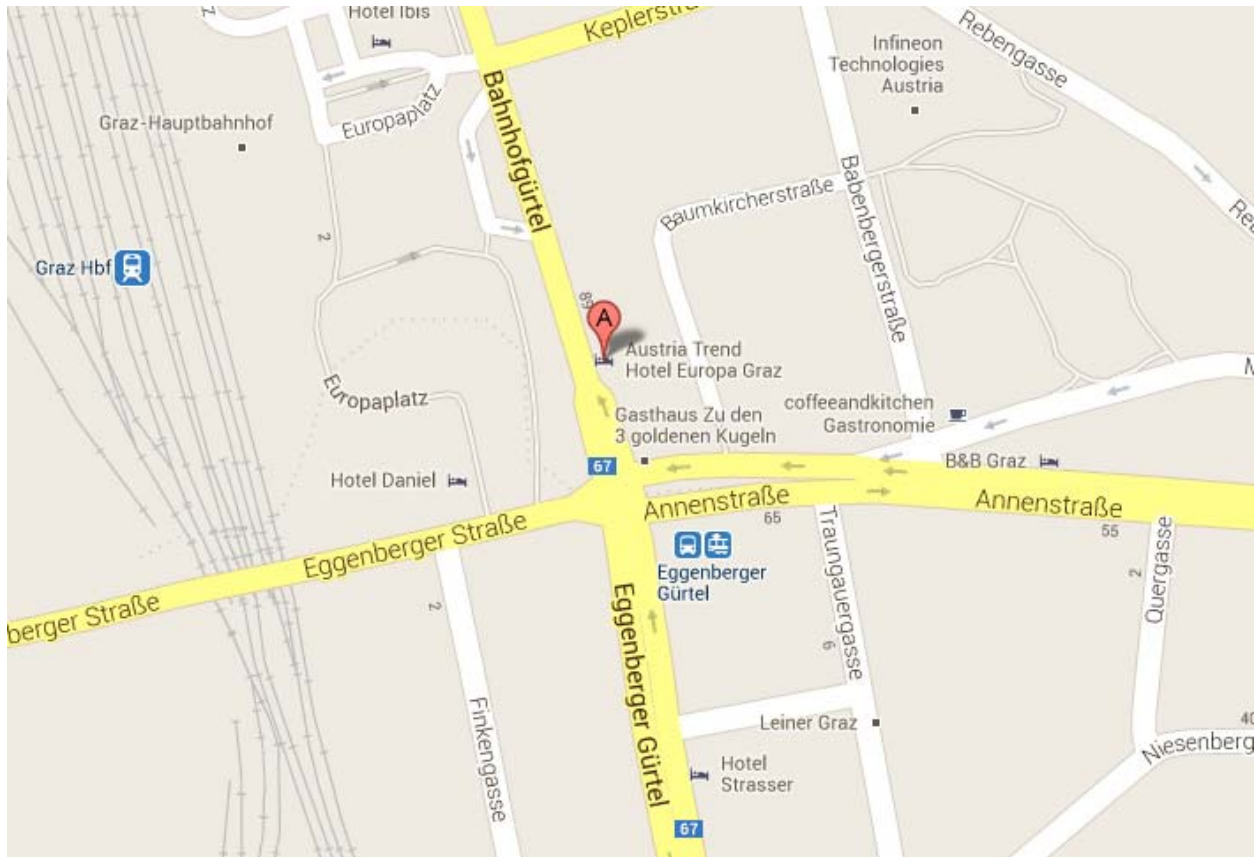 Hotel Ibis
Keplerstra
Rebengasse
Infineon
Technologies
Austria
Bahnhofgürtel
Europaplatz
Graz-Hauptbahnhof
Babenbergerstraße
Baumkircherstraße
2
Graz Hbf
89
A
Austria Trend
Hotel Europa Graz
Europaplatz
coffeeandkitchen
Gastronomie
Gasthaus Zu den
3 goldenen Kugeln
67
B&B Graz
Hotel Daniel
Annenstraße
Annenstraße
65
55
Eggenberger Straße
Eggenberger
Gürtel
Traungauergasse
Quergasse
2
berger Straße
2
Eggenberger Gürtel
6
Finkengasse
Leiner Graz
40
Niesenberg
Hotel
Strasser
67